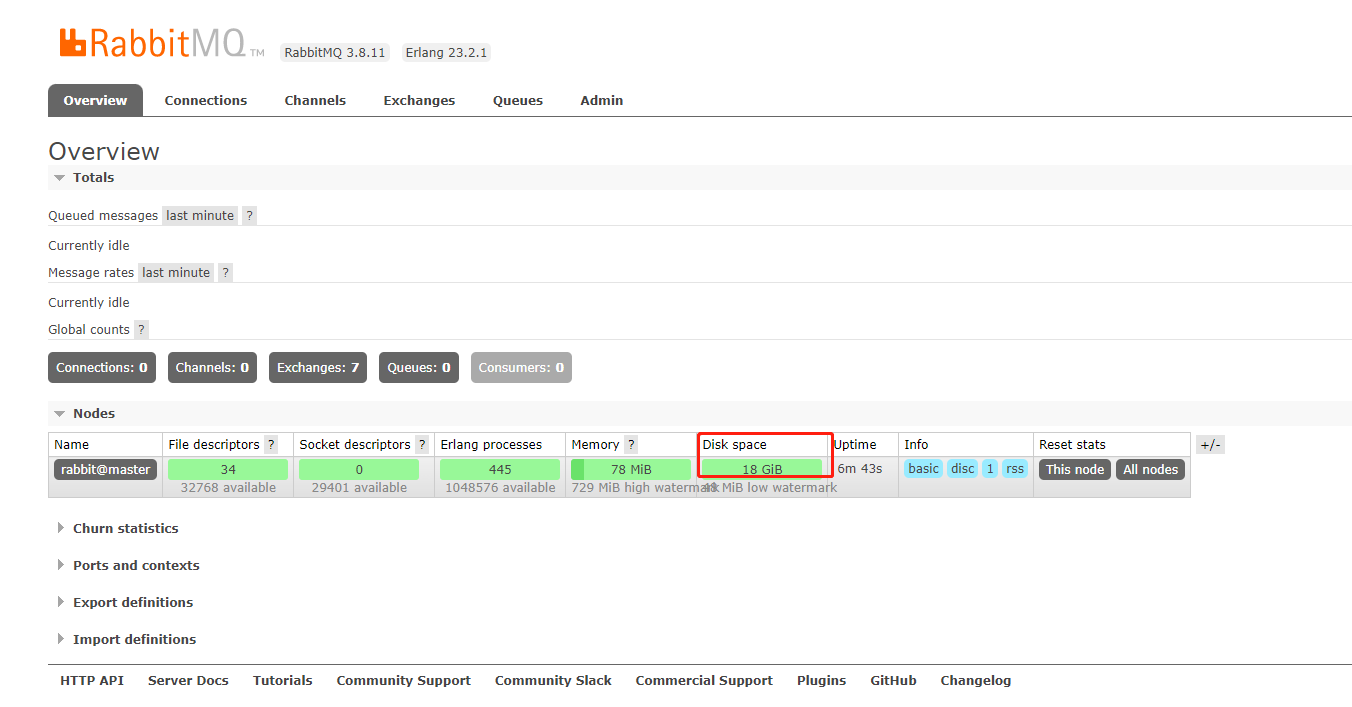 RabbitMQ TM RabbitMQ 3.8.11 Erlang 23.2.1
Overview Connections Channels Exchanges Queues Admin
Overview
Totals
Queued messages last minute ?
Currently idle
Message rates last minute ?
Currently idle
Global counts ?
Connections: 0 Channels: 0 Exchanges: 7 Queues: 0 Consumers: 0
Nodes
Name File descriptors ? Socket descriptors ? Erlang processes Memory ? Disk space Uptime Info Reset stats +/-
rabbit@master 34 0 445 78 MiB 18 GiB 6m 43s basic disc 1 rss This node All nodes
32768 available 29401 available 1048576 available 729 MiB high watermark 48 MiB low watermark
Churn statistics
Ports and contexts
Export definitions
Import definitions
HTTP API Server Docs Tutorials Community Support Community Slack Commercial Support Plugins GitHub Changelog